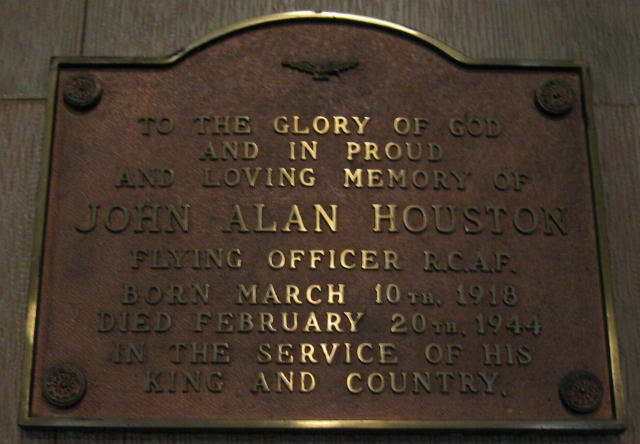 TO THE GLORY OF GOD
AND IN PROUD
AND LOVING MEMORY OF
JOHN ALAN HOUSTON
FLYING OFFICER R.C.A.F.
BORN MARCH 10TH, 1918
DIED FEBRUARY 20TH, 1944
IN THE SERVICE OF HIS
KING AND COUNTRY.